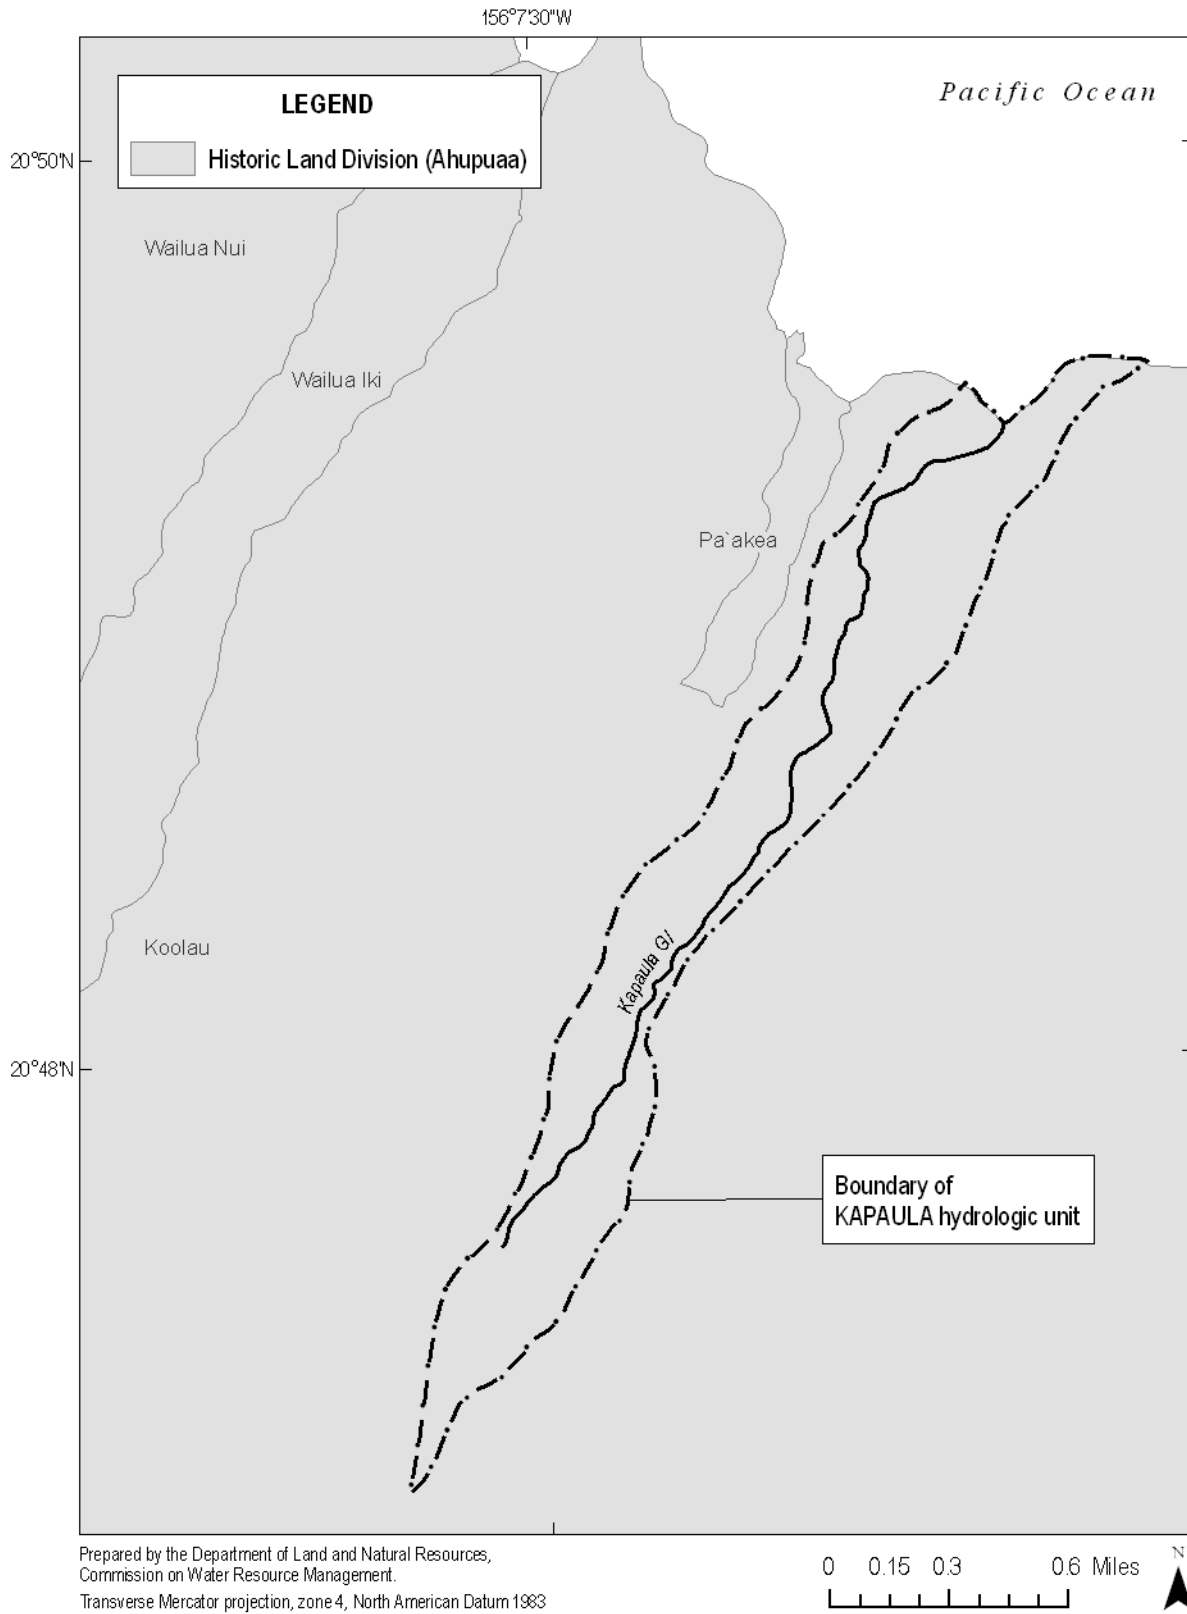 156°7'30"W
Pacific Ocean
LEGEND
20°50'N
Historic Land Division (Ahupuaa)
Wailua Nui
Wailua Iki
Pa`akea
Koolau
Kapaula Gl
20°48'N
Boundary of
KAPAULA hydrologic unit
Prepared by the Department of Land and Natural Resources,
Commission on Water Resource Management.
Transverse Mercator projection, zone 4, North American Datum 1983
0 0.15 0.3 0.6 Miles
N